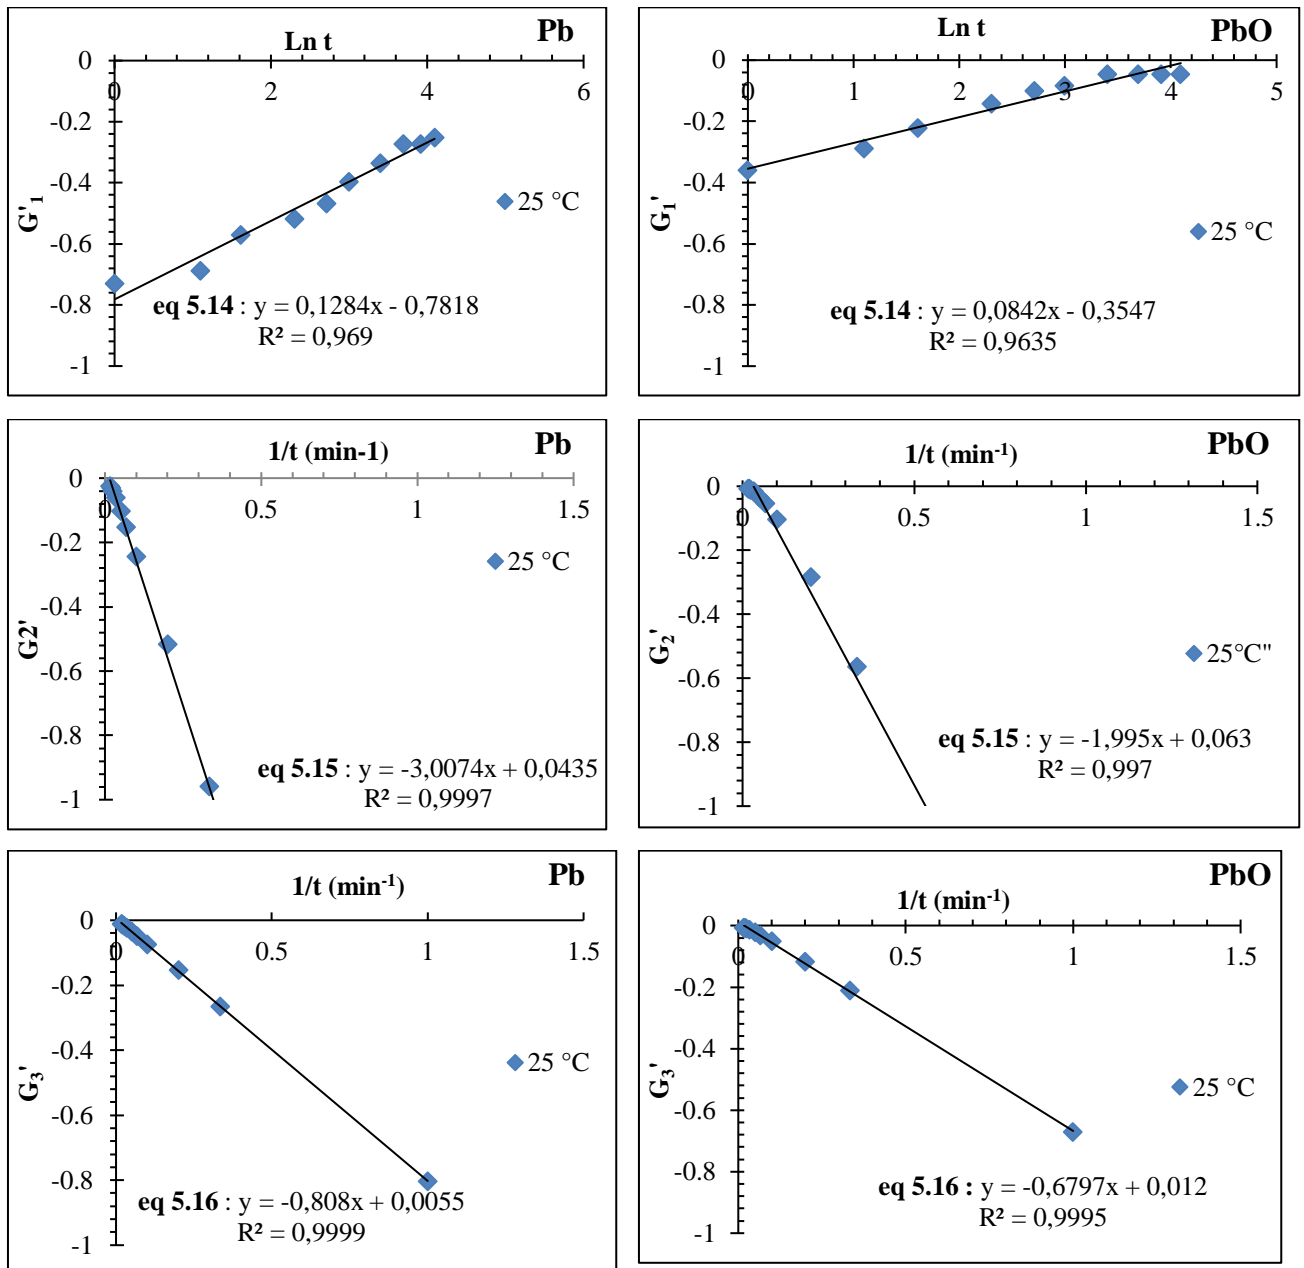 Pb
Ln t
0
0
2
4
6
-0.2
-0.4
-0.6
-0.8
-1
G'1
25 °C
eq 5.14 : y = 0,1284x - 0,7818
R² = 0,969
PbO
Ln t
0
0
1
2
3
4
5
-0.2
-0.4
-0.6
-0.8
-1
G1'
25 °C
eq 5.14 : y = 0,0842x - 0,3547
R² = 0,9635
Pb
1/t (min-1)
0
0
0.5
1
1.5
-0.2
-0.4
-0.6
-0.8
-1
G2'
25 °C
eq 5.15 : y = -3,0074x + 0,0435
R² = 0,9997
PbO
1/t (min-1)
0
0
0.5
1
1.5
-0.2
-0.4
-0.6
-0.8
-1
G2'
25°C"
eq 5.15 : y = -1,995x + 0,063
R² = 0,997
Pb
1/t (min-1)
0
0
0.5
1
1.5
-0.2
-0.4
-0.6
-0.8
-1
G3'
25 °C
eq 5.16 : y = -0,808x + 0,0055
R² = 0,9999
PbO
1/t (min-1)
0
0
0.5
1
1.5
-0.2
-0.4
-0.6
-0.8
-1
G3'
25 °C
eq 5.16 : y = -0,6797x + 0,012
R² = 0,9995